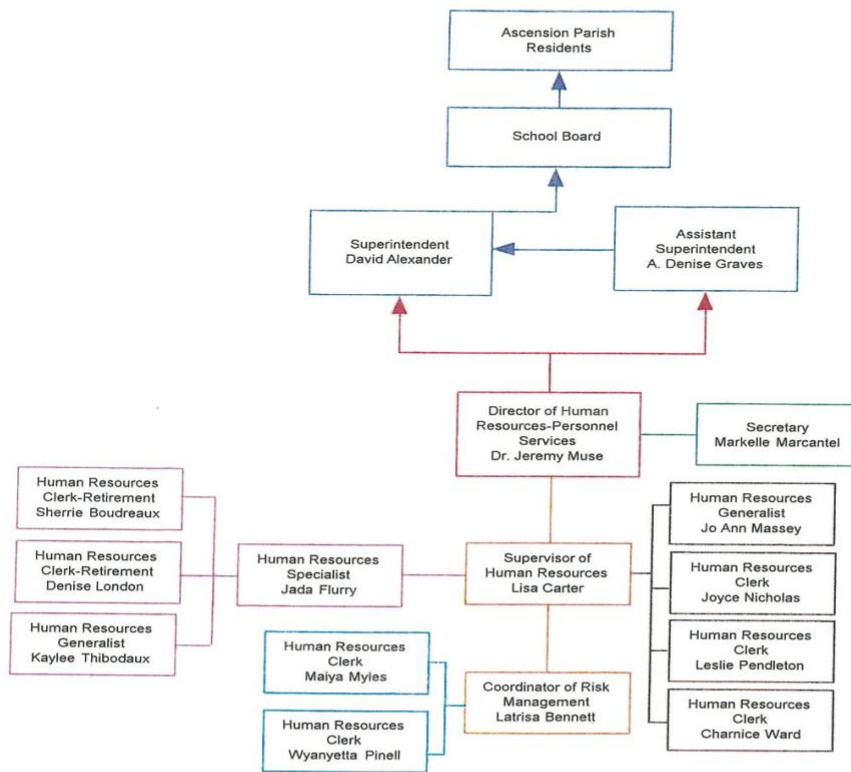 Ascension Parish
Residents
School Board
Superintendent
David Alexander
Assistant
Superintendent
A. Denise Graves
Director of Human
Resources-Personnel
Services
Dr. Jeremy Muse
Secretary
Markelle Marcantel
Human Resources
Clerk-Retirement
Sherrie Boudreaux
Human Resources
Clerk-Retirement
Denise London
Human Resources
Generalist
Kaylee Thibodaux
Human Resources
Specialist
Jada Flurry
Supervisor of
Human Resources
Lisa Carter
Human Resources
Generalist
Jo Ann Massey
Human Resources
Clerk
Joyce Nicholas
Human Resources
Clerk
Leslie Pendleton
Human Resources
Clerk
Charnice Ward
Human Resources
Clerk
Maiya Myles
Human Resources
Clerk
Wyanyetta Pinell
Coordinator of Risk
Management
Latrisa Bennett